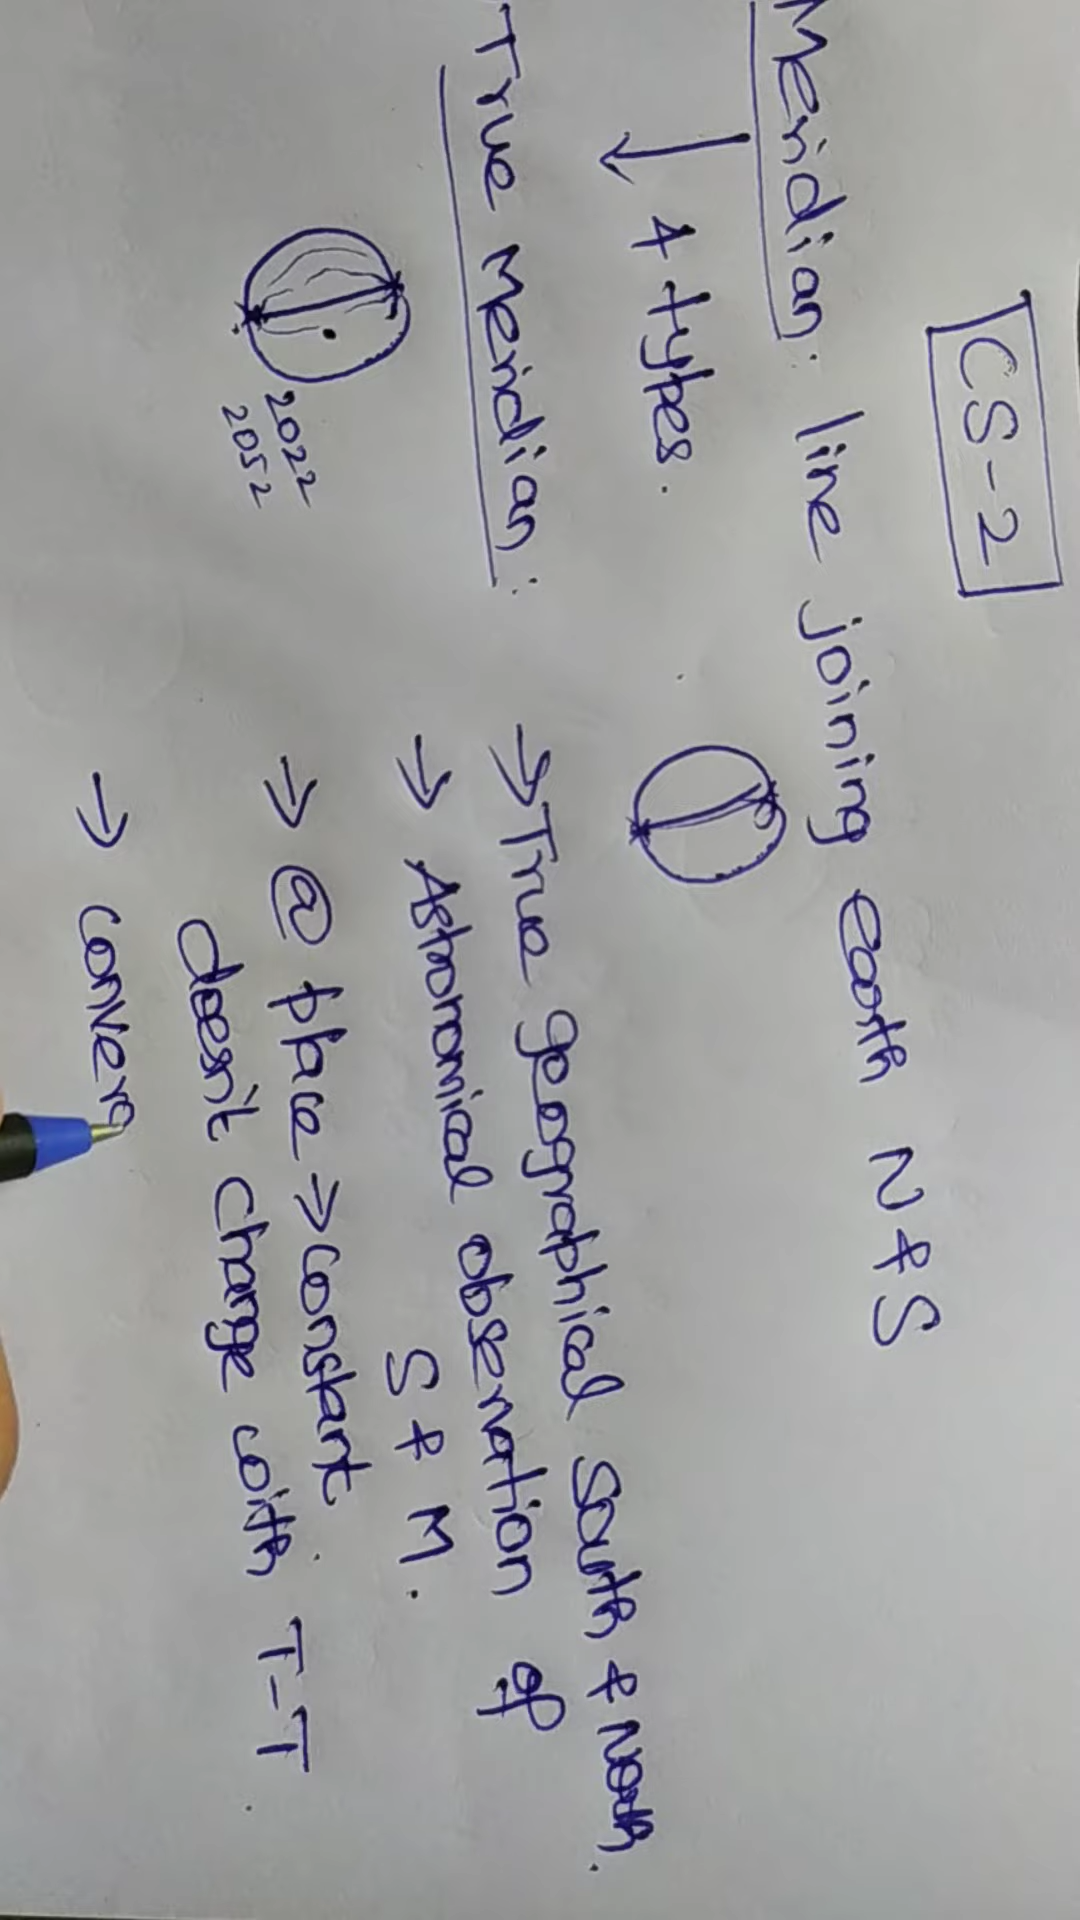 CS-2
Meridian: line joining earth N & S
↓ 4 types.
True Meridian:
2022
2052
→ True geographical south & North.
→ Astronomical observation of
S & M.
→ @ place → constant.
doesn't change with T-T
→ Converg